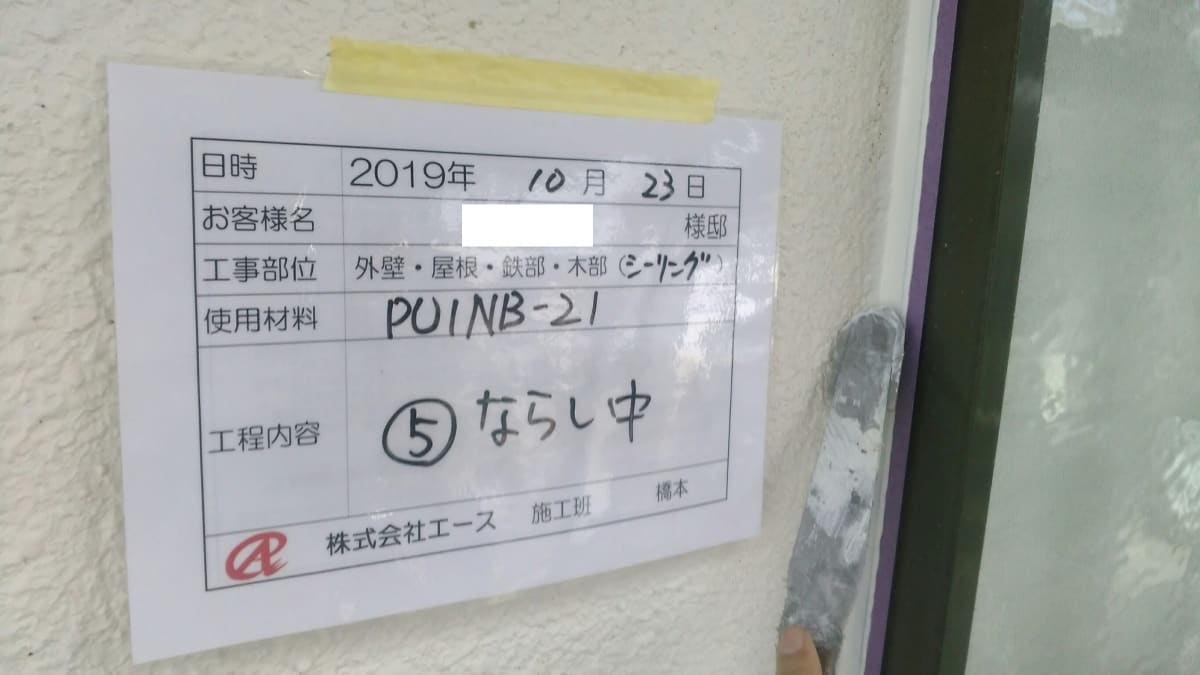 日時 2019年 10月 23日
お客様名 様邸
工事部位 外壁・屋根・鉄部・木部(シーリング)
使用材料 PU1NB-21
工程内容 ⑤ ならし中
株式会社エース 施工班 橋本